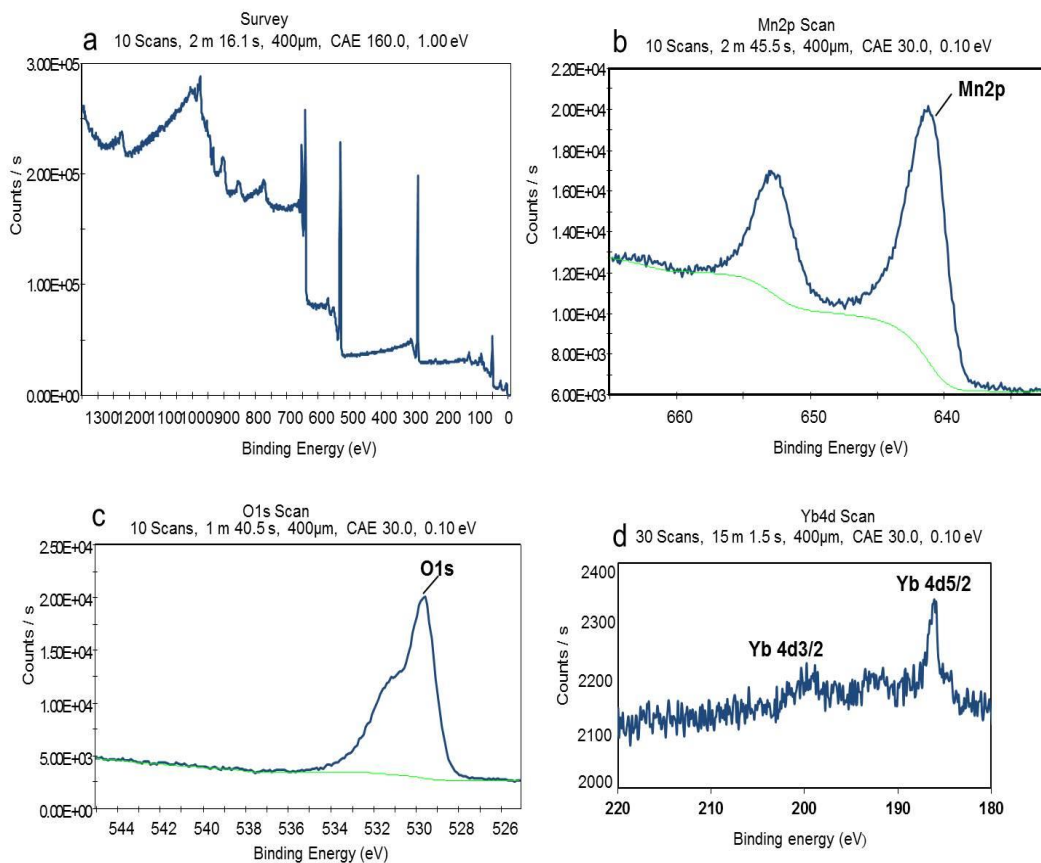 Survey
a
10 Scans, 2 m 16.1 s, 400µm, CAE 160.0, 1.00 eV
3.00E+05
2.00E+05
1.00E+05
0.00E+00
Counts / s
1300 1200 1100 1000 900 800 700 600 500 400 300 200 100 0
Binding Energy (eV)
Mn2p Scan
b
10 Scans, 2 m 45.5 s, 400µm, CAE 30.0, 0.10 eV
2.20E+04
2.00E+04
1.80E+04
1.60E+04
1.40E+04
1.20E+04
1.00E+04
8.00E+03
6.00E+03
Counts / s
Mn2p
660 650 640
Binding Energy (eV)
O1s Scan
c
10 Scans, 1 m 40.5 s, 400µm, CAE 30.0, 0.10 eV
2.50E+04
2.00E+04
1.50E+04
1.00E+04
5.00E+03
0.00E+00
Counts / s
O1s
544 542 540 538 536 534 532 530 528 526
Binding Energy (eV)
Yb4d Scan
d
30 Scans, 15 m 1.5 s, 400µm, CAE 30.0, 0.10 eV
2400
2300
2200
2100
2000
Counts / s
Yb 4d5/2
Yb 4d3/2
220 210 200 190 180
Binding energy (eV)